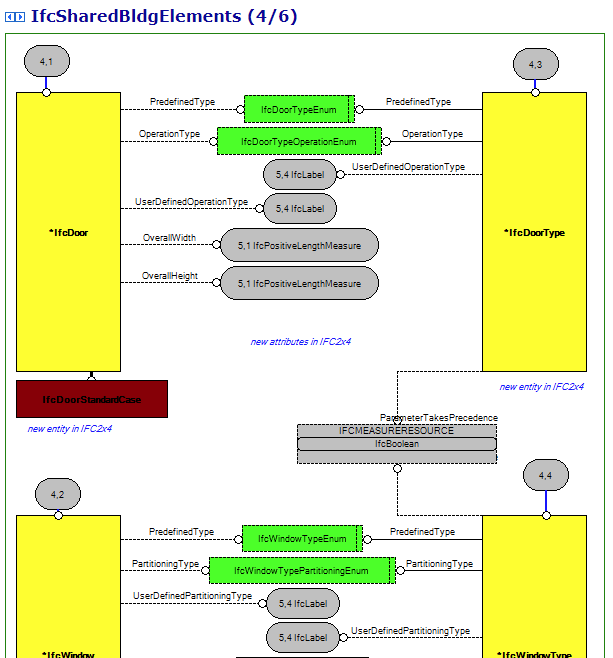 IfcSharedBldgElements (4/6)
4,1
4,3
PredefinedType
IfcDoorTypeEnum
PredefinedType
OperationType
IfcDoorTypeOperationEnum
OperationType
5,4 IfcLabel
UserDefinedOperationType
UserDefinedOperationType
5,4 IfcLabel
*IfcDoor
*IfcDoorType
OverallWidth
5,1 IfcPositiveLengthMeasure
OverallHeight
5,1 IfcPositiveLengthMeasure
new attributes in IFC2x4
new entity in IFC2x4
IfcDoorStandardCase
new entity in IFC2x4
ParameterTakesPrecedence
IFCMEASURERESOURCE
IfcBoolean
4,2
4,4
PredefinedType
IfcWindowTypeEnum
PredefinedType
PartitioningType
IfcWindowTypePartitioningEnum
PartitioningType
UserDefinedPartitioningType
5,4 IfcLabel
5,4 IfcLabel
UserDefinedPartitioningType
*IfcWindow
*IfcWindowType